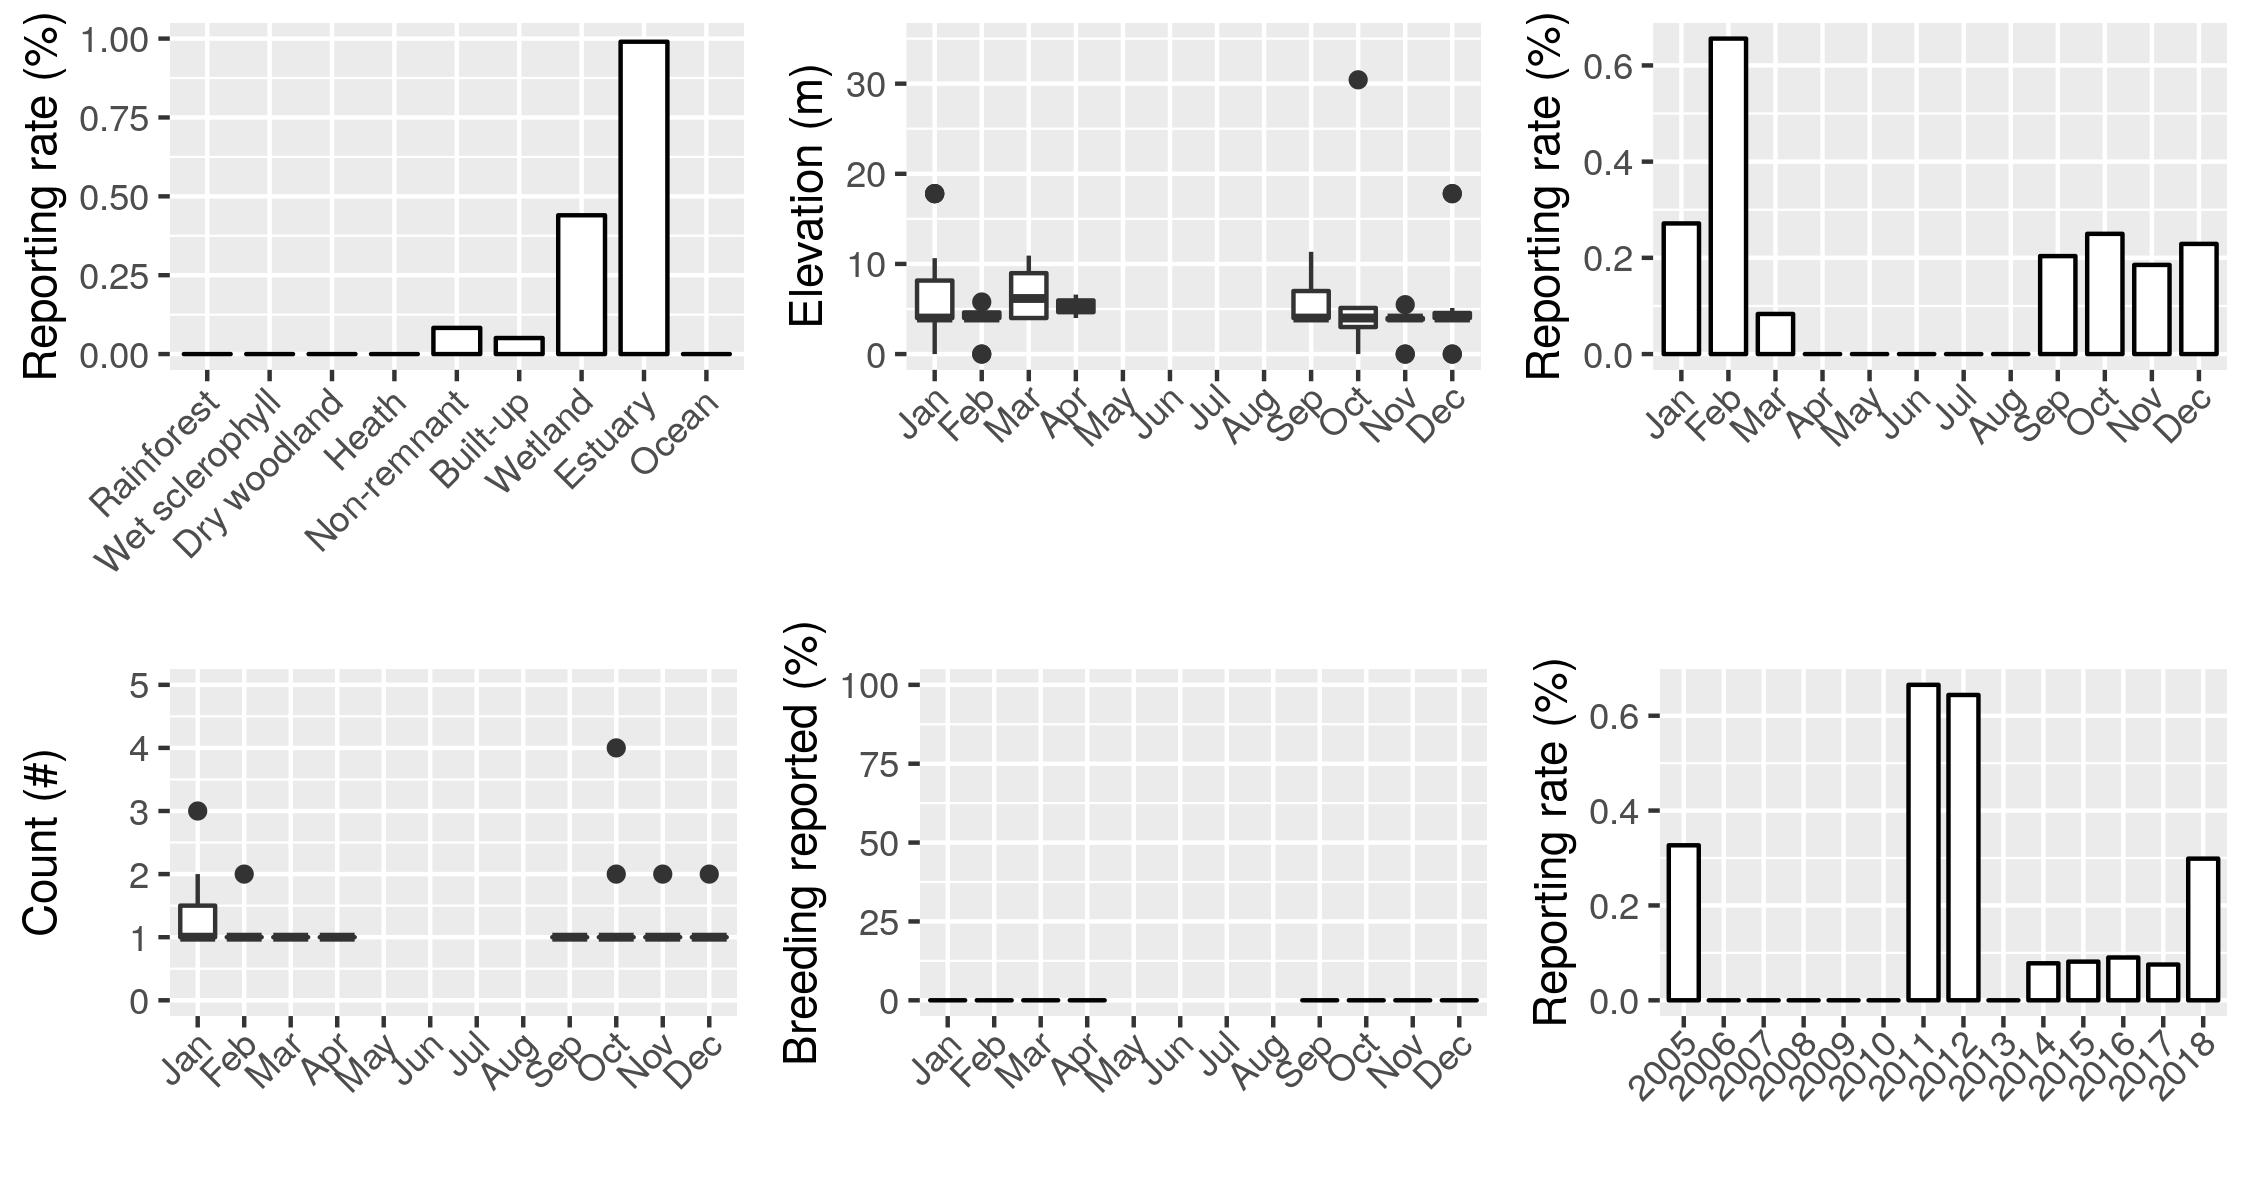 Reporting rate (%)
1.00
0.75
0.50
0.25
0.00
Rainforest
Wet sclerophyll
Dry woodland
Heath
Non-remnant
Built-up
Wetland
Estuary
Ocean
Elevation (m)
30
20
10
0
Jan
Feb
Mar
Apr
May
Jun
Jul
Aug
Sep
Oct
Nov
Dec
Reporting rate (%)
0.6
0.4
0.2
0.0
Jan
Feb
Mar
Apr
May
Jun
Jul
Aug
Sep
Oct
Nov
Dec
Count (#)
5
4
3
2
1
0
Jan
Feb
Mar
Apr
May
Jun
Jul
Aug
Sep
Oct
Nov
Dec
Breeding reported (%)
100
75
50
25
0
Jan
Feb
Mar
Apr
May
Jun
Jul
Aug
Sep
Oct
Nov
Dec
Reporting rate (%)
0.6
0.4
0.2
0.0
2005
2006
2007
2008
2009
2010
2011
2012
2013
2014
2015
2016
2017
2018